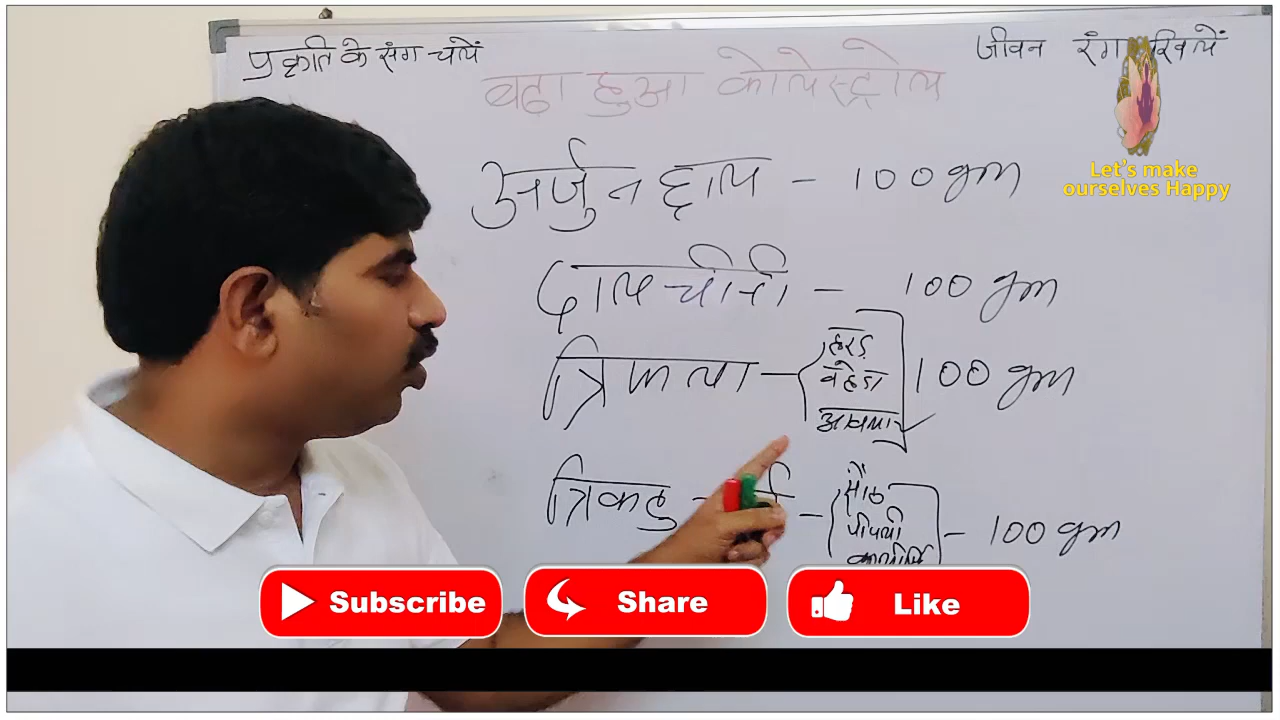 प्रकृति के संग चलें
जीवन रंग
बढ़ा हुआ कोलेस्ट्रोल
Let's make
ourselves Happy
अर्जुन छाल – 100 gm
दालचीनी – 100 gm
त्रिफला – हरड़
बहेडा
आंवला
100 gm
त्रिकटु – सौंठ
पीपली
कालीमिर्च
– 100 gm
Subscribe
Share
Like